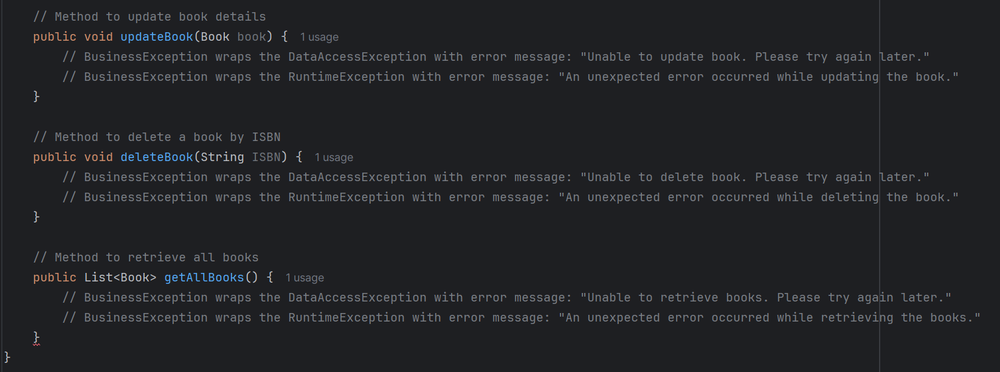 // Method to update book details
public void updateBook(Book book) { 1 usage
// BusinessException wraps the DataAccessException with error message: "Unable to update book. Please try again later."
// BusinessException wraps the RuntimeException with error message: "An unexpected error occurred while updating the book."
}
// Method to delete a book by ISBN
public void deleteBook(String ISBN) { 1 usage
// BusinessException wraps the DataAccessException with error message: "Unable to delete book. Please try again later."
// BusinessException wraps the RuntimeException with error message: "An unexpected error occurred while deleting the book."
}
// Method to retrieve all books
public List<Book> getAllBooks() { 1 usage
// BusinessException wraps the DataAccessException with error message: "Unable to retrieve books. Please try again later."
// BusinessException wraps the RuntimeException with error message: "An unexpected error occurred while retrieving the books."
}
}